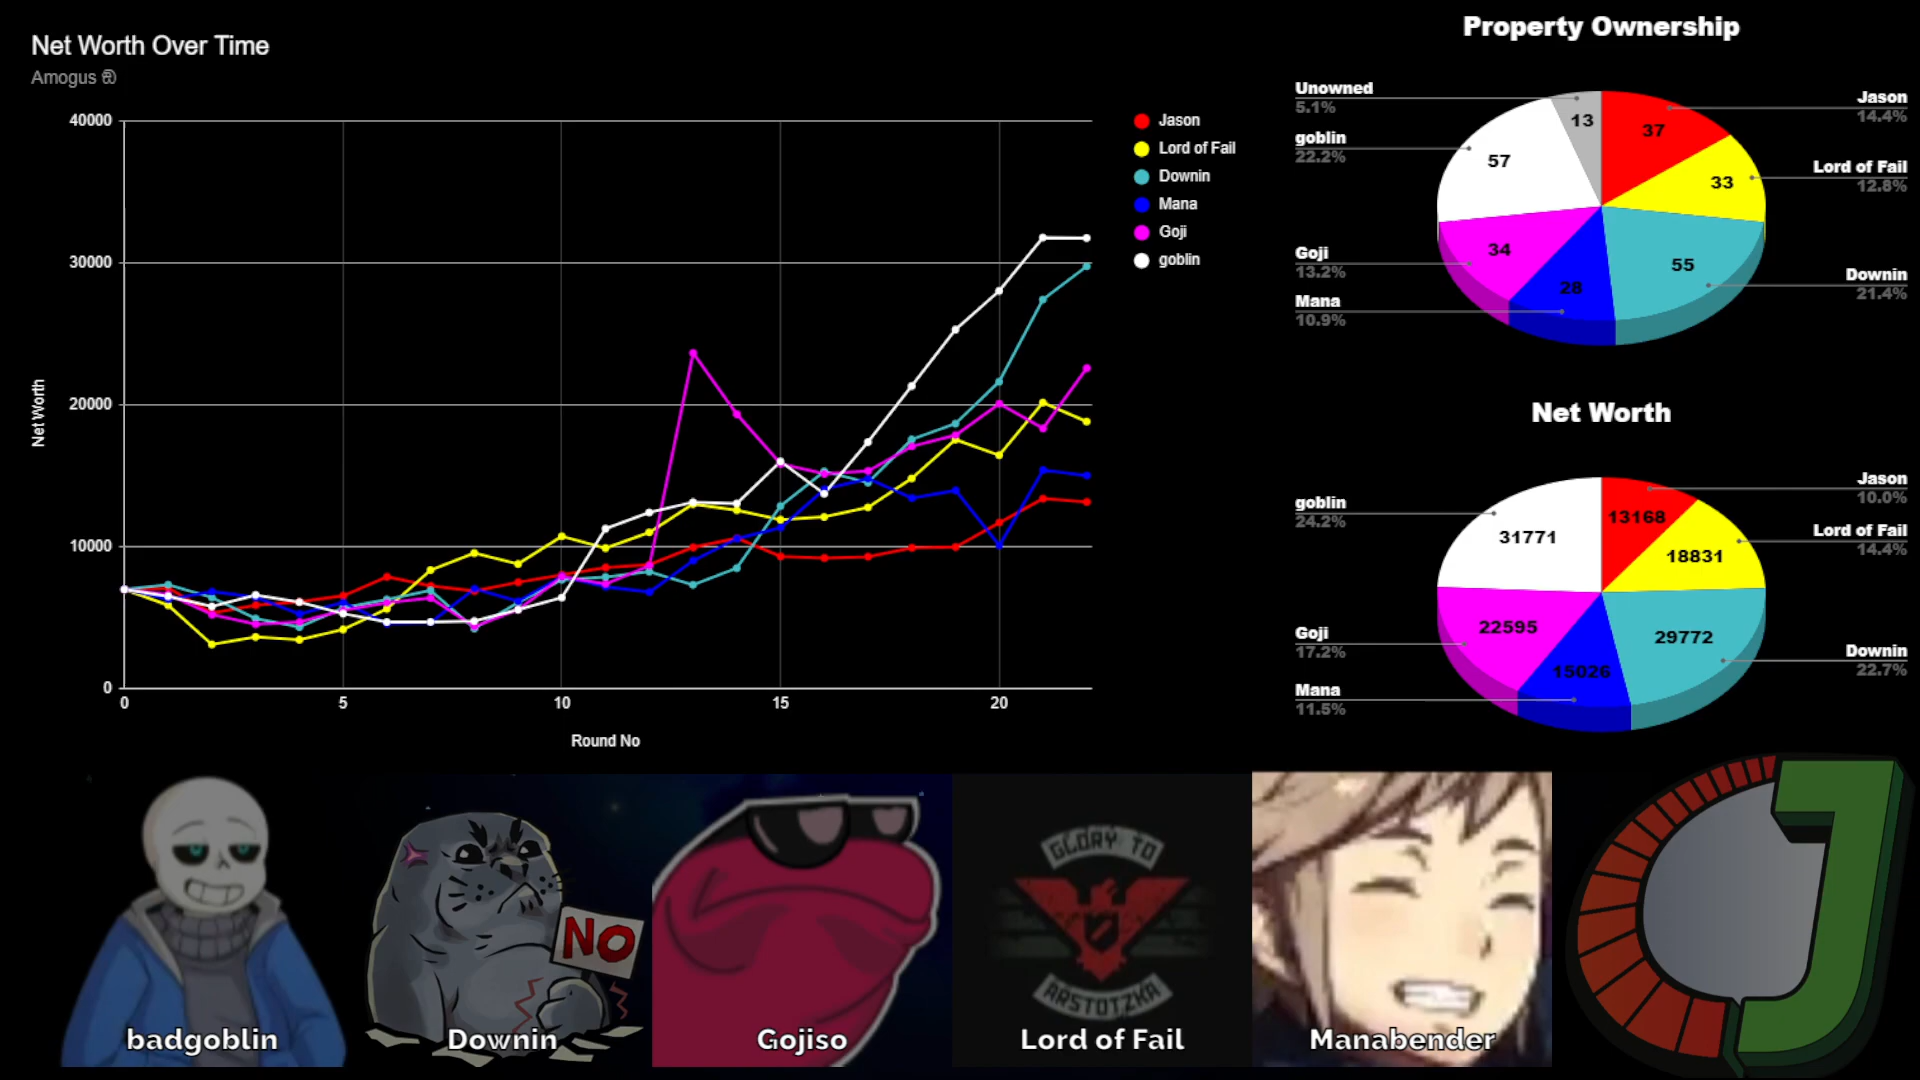 Net Worth Over Time
Amogus ඞ
Net Worth
40000
30000
20000
10000
0
0 5 10 15 20
Round No
Jason
Lord of Fail
Downin
Mana
Goji
goblin
Property Ownership
Unowned
5.1%
goblin
22.2%
Goji
13.2%
Mana
10.9%
Jason
14.4%
Lord of Fail
12.8%
Downin
21.4%
13
37
57
33
34
55
28
Net Worth
goblin
24.2%
Goji
17.2%
Mana
11.5%
Jason
10.0%
Lord of Fail
14.4%
Downin
22.7%
13168
31771
18831
22595
29772
15026
badgoblin
NO
Downin
Gojiso
GLORY TO
ARSTOTZKA
Lord of Fail
Manabender
J